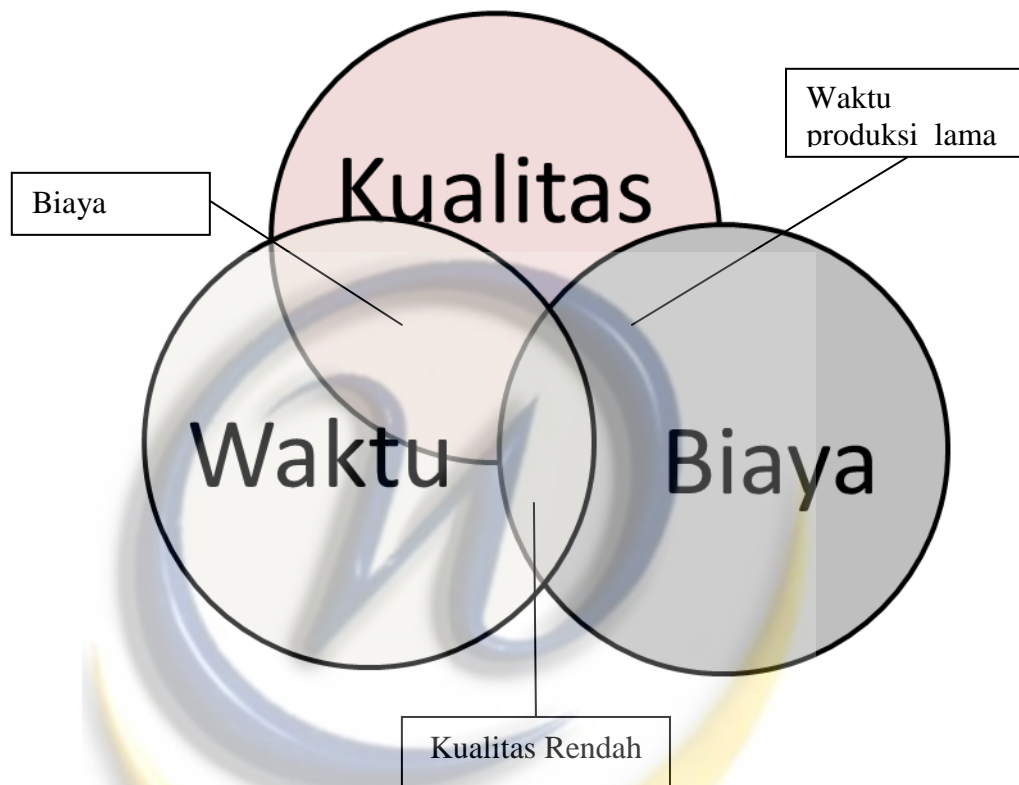 Waktu
produksi lama
Kualitas
Biaya
Waktu
Biaya
Kualitas Rendah